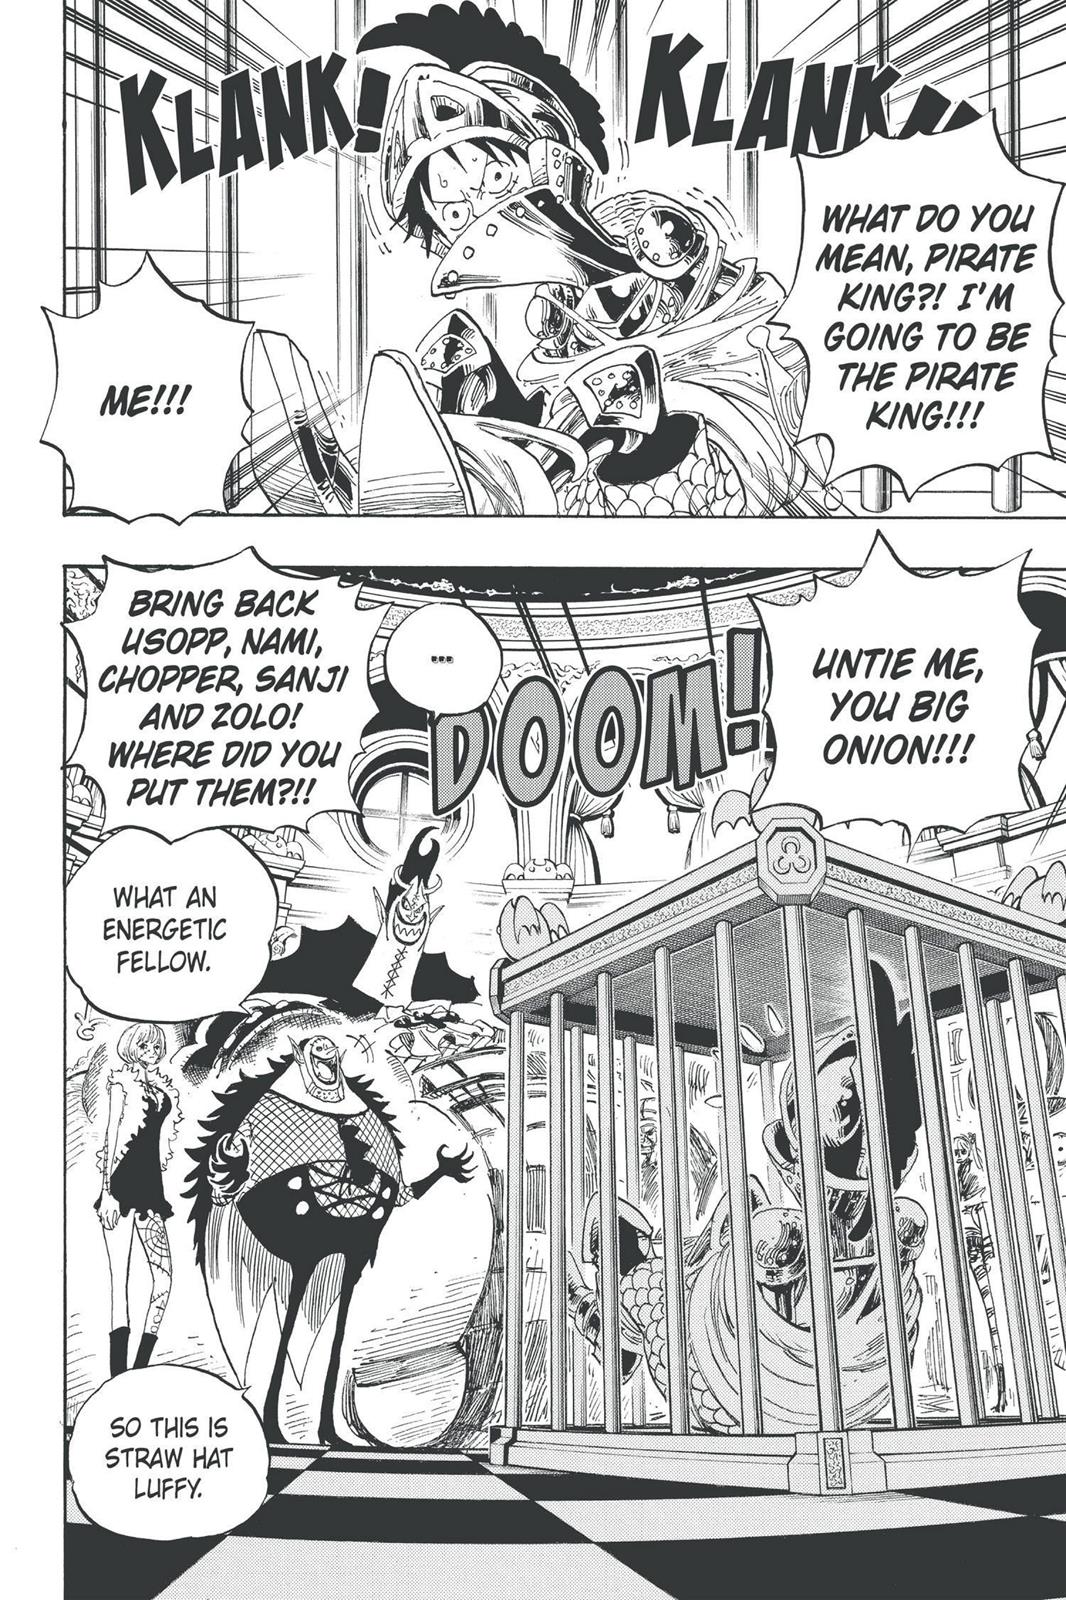 KLANK!!
WHAT DO YOU
MEAN, PIRATE
KING?! I'M
GOING TO BE
THE PIRATE
KING!!!
KLANK!
ME!!!
UNTIE ME,
YOU BIG
ONION!!!
DOOM!
...
BRING BACK
USOPP, NAMI,
CHOPPER, SANJI
AND ZOLO!
WHERE DID YOU
PUT THEM?!!
WHAT AN
ENERGETIC
FELLOW.
SO THIS IS
STRAW HAT
LUFFY.